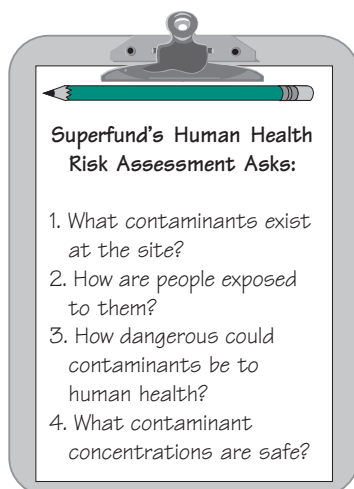 Superfund's Human Health
Risk Assessment Asks:
1. What contaminants exist
at the site?
2. How are people exposed
to them?
3. How dangerous could
contaminants be to
human health?
4. What contaminant
concentrations are safe?